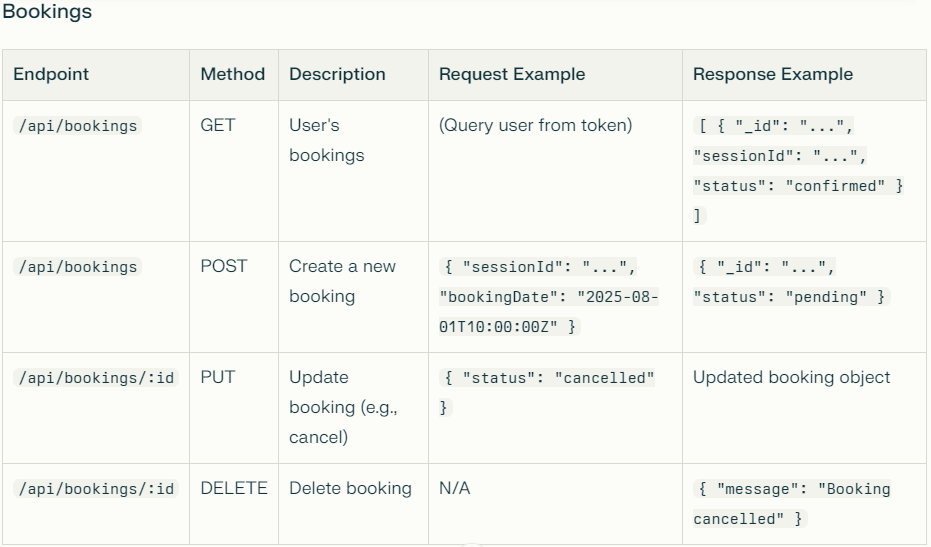 Bookings
Endpoint Method Description Request Example Response Example
/api/bookings GET User's bookings (Query user from token) [ { "_id": "...", "sessionId": "...", "status": "confirmed" } ]
/api/bookings POST Create a new booking { "sessionId": "...", "bookingDate": "2025-08-01T10:00:00Z" } { "_id": "...", "status": "pending" }
/api/bookings/:id PUT Update booking (e.g., cancel) { "status": "cancelled" } Updated booking object
/api/bookings/:id DELETE Delete booking N/A { "message": "Booking cancelled" }